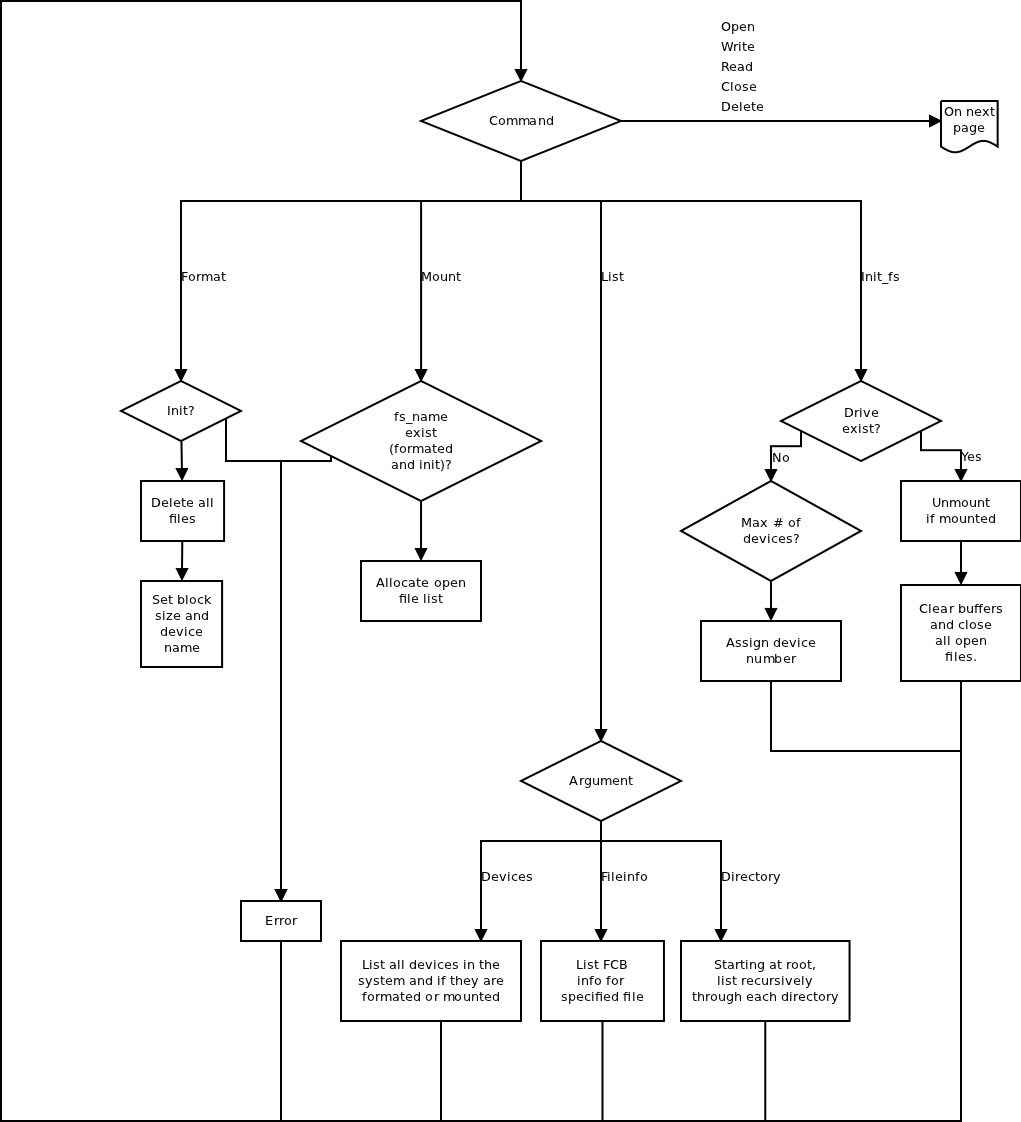 Open
Write
Read
Close
Delete
Command
On next
page
Format
Mount
List
Init_fs
Init?
fs_name
exist
(formated
and init)?
Drive
exist?
No
Yes
Delete all
files
Max # of
devices?
Unmount
if mounted
Allocate open
file list
Set block
size and
device
name
Assign device
number
Clear buffers
and close
all open
files.
Argument
Devices
Fileinfo
Directory
Error
List all devices in the
system and if they are
formated or mounted
List FCB
info for
specified file
Starting at root,
list recursively
through each directory